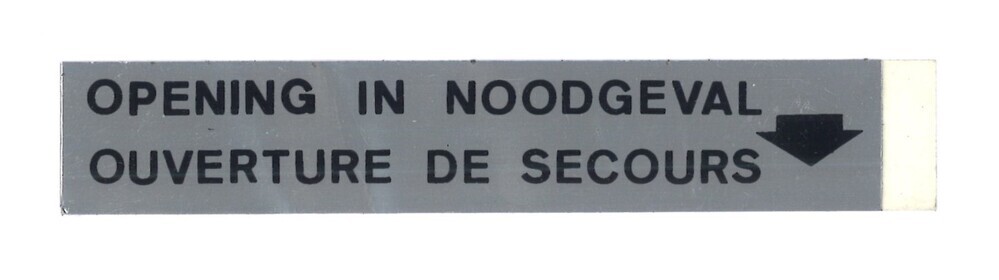 OPENING IN NOODGEVAL
OUVERTURE DE SECOURS